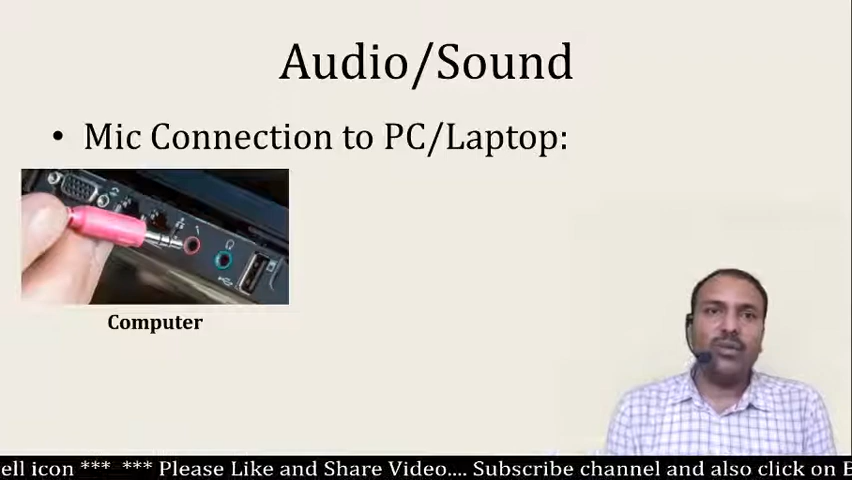 Audio/Sound
• Mic Connection to PC/Laptop:
Computer
ell icon *** *** Please Like and Share Video.... Subscribe channel and also click on B